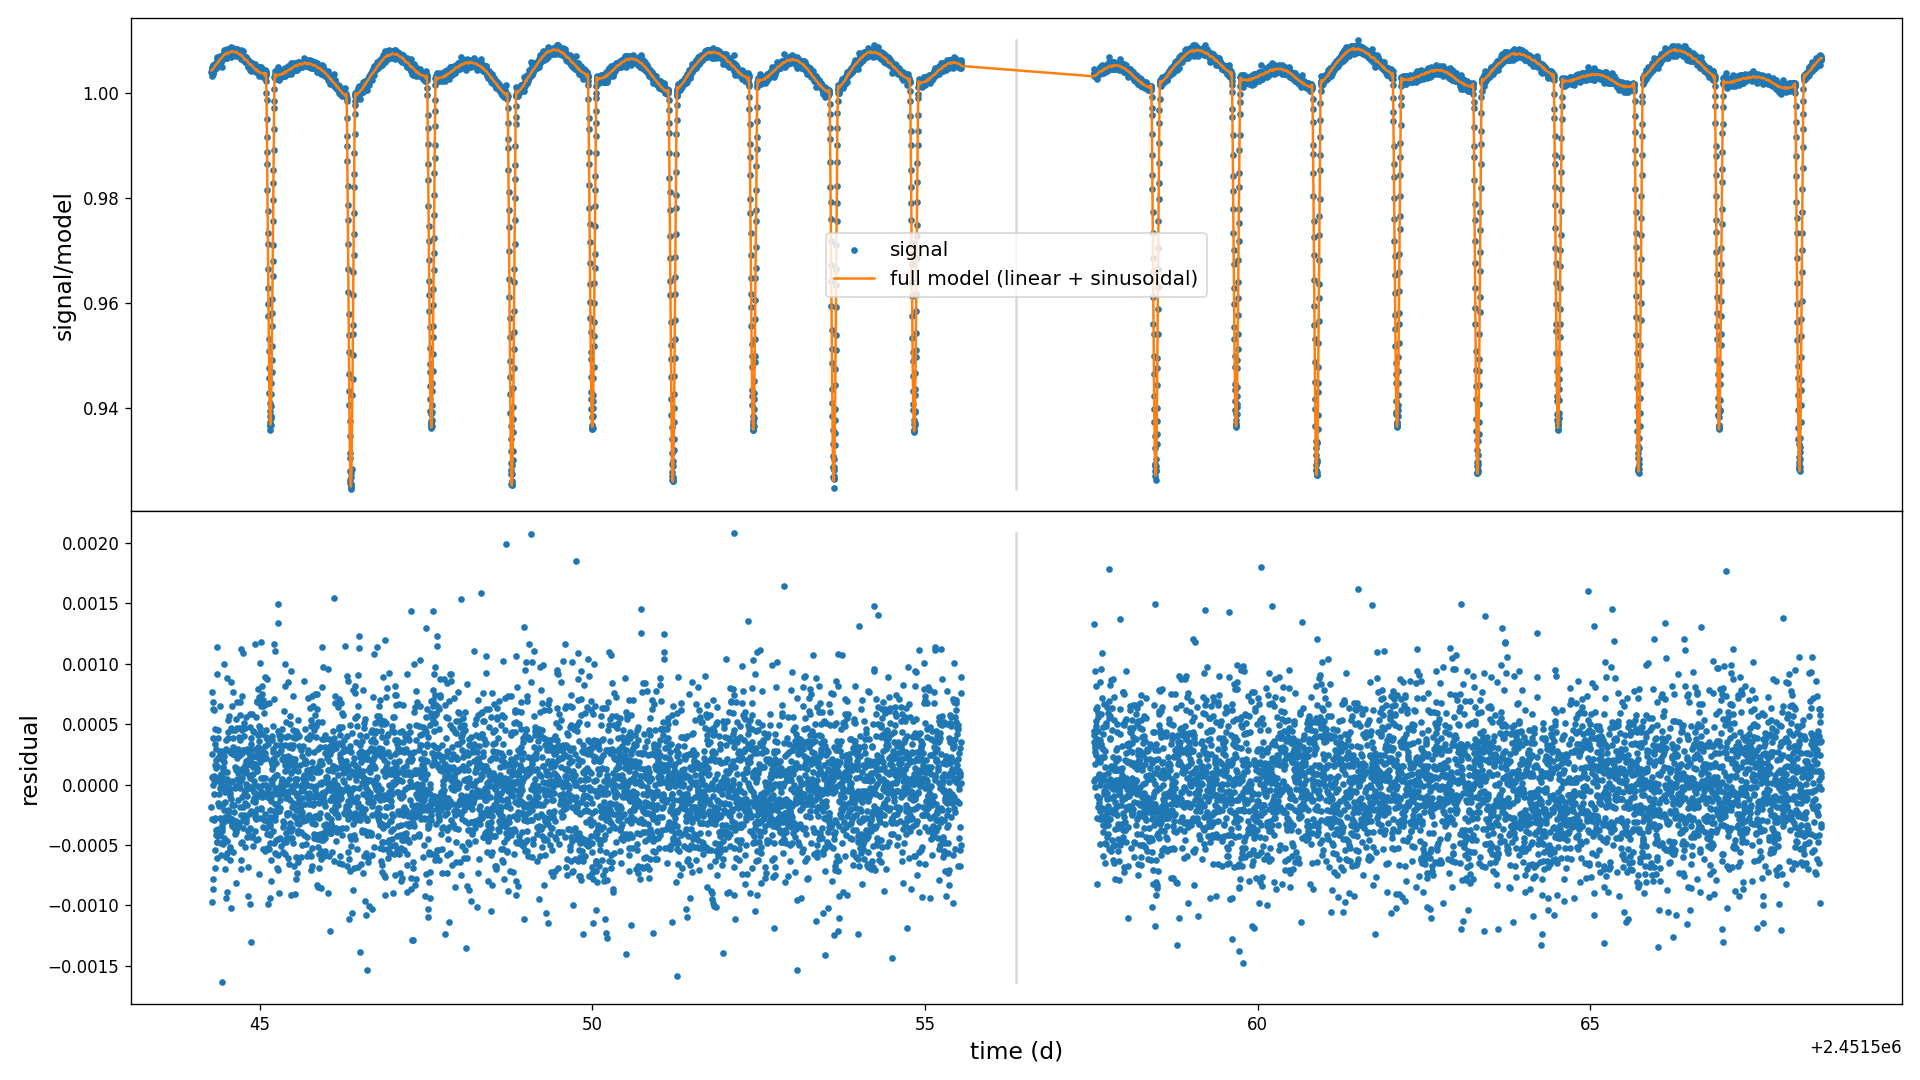 1.00
0.98
0.96
0.94
signal/model
signal
full model (linear + sinusoidal)
0.0020
0.0015
0.0010
0.0005
0.0000
−0.0005
−0.0010
−0.0015
residual
45
50
55
60
65
time (d)
+2.4515e6